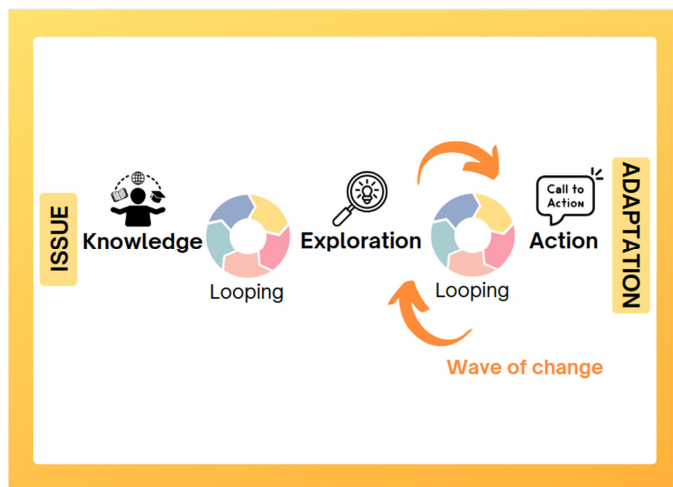 ISSUE
Knowledge
Looping
Exploration
Looping
Call to
Action
Action
ADAPTATION
Wave of change